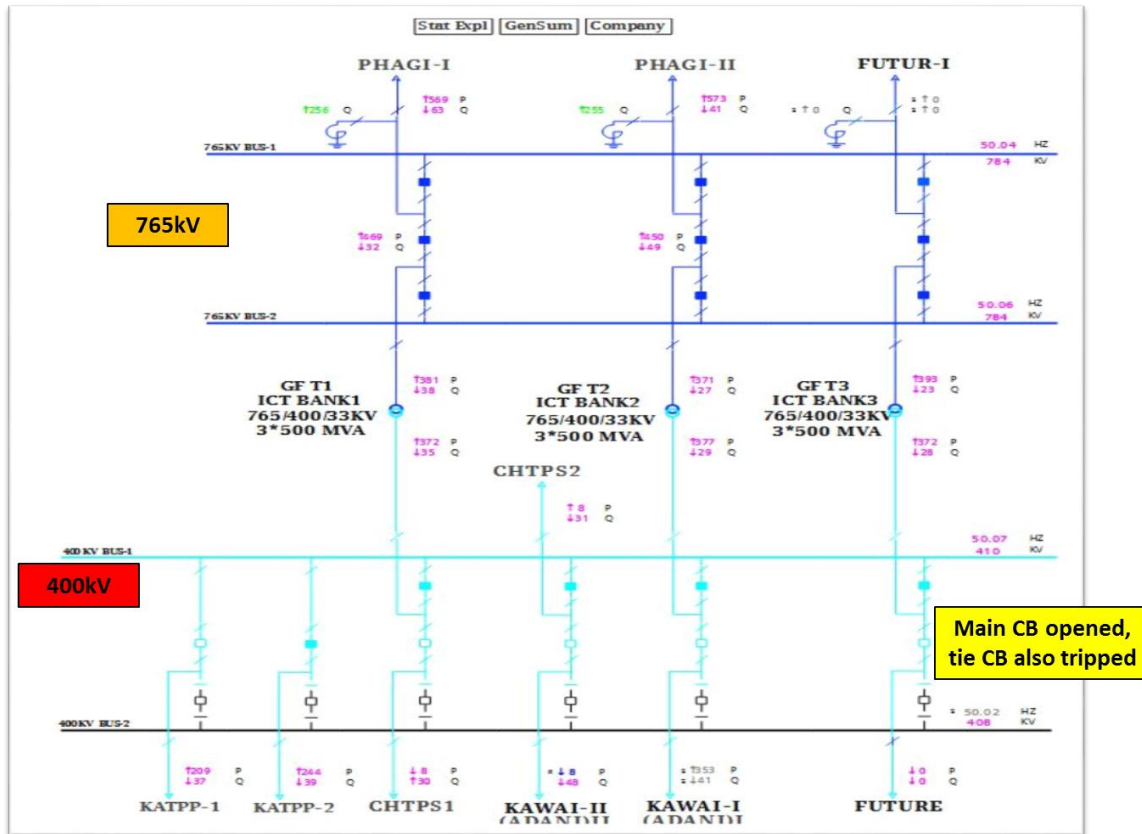 Stat Expl GenSum Company
PHAGI-I PHAGI-II FUTUR-I
↑569 P ↑573 P s ↑ 0
↑256 Q ↓63 Q ↑255 Q ↓41 Q s ↑ 0 Q s ↑ 0
765KV BUS-1 50.04 HZ
784 KV
765kV
↑469 P ↑450 P
↓32 Q ↓49 Q
765KV BUS-2 50.06 HZ
784 KV
GF T1
ICT BANK1
765/400/33KV
3*500 MVA
↑381 P
↓38 Q
GF T2
ICT BANK2
765/400/33KV
3*500 MVA
↑371 P
↓27 Q
GF T3
ICT BANK3
765/400/33KV
3*500 MVA
↑393 P
↓23 Q
↑372 P ↑377 P ↑372 P
↓35 Q ↓29 Q ↓28 Q
CHTPS2
↑ 8 P
↓31 Q
400 KV BUS-1 50.07 HZ
410 KV
400kV
Main CB opened,
tie CB also tripped
400 KV BUS-2 s 50.02 HZ
408 KV
↑209 P ↑244 P ↓ 8 P s ↓ 8 P s ↑353 P ↓ 0 P
↓37 Q ↓39 Q ↑30 Q ↓48 Q s ↓41 Q ↓ 0 Q
KATPP-1 KATPP-2 CHTPS1 KAWAI-II KAWAI-I FUTURE
(ADANI)II (ADANI)I